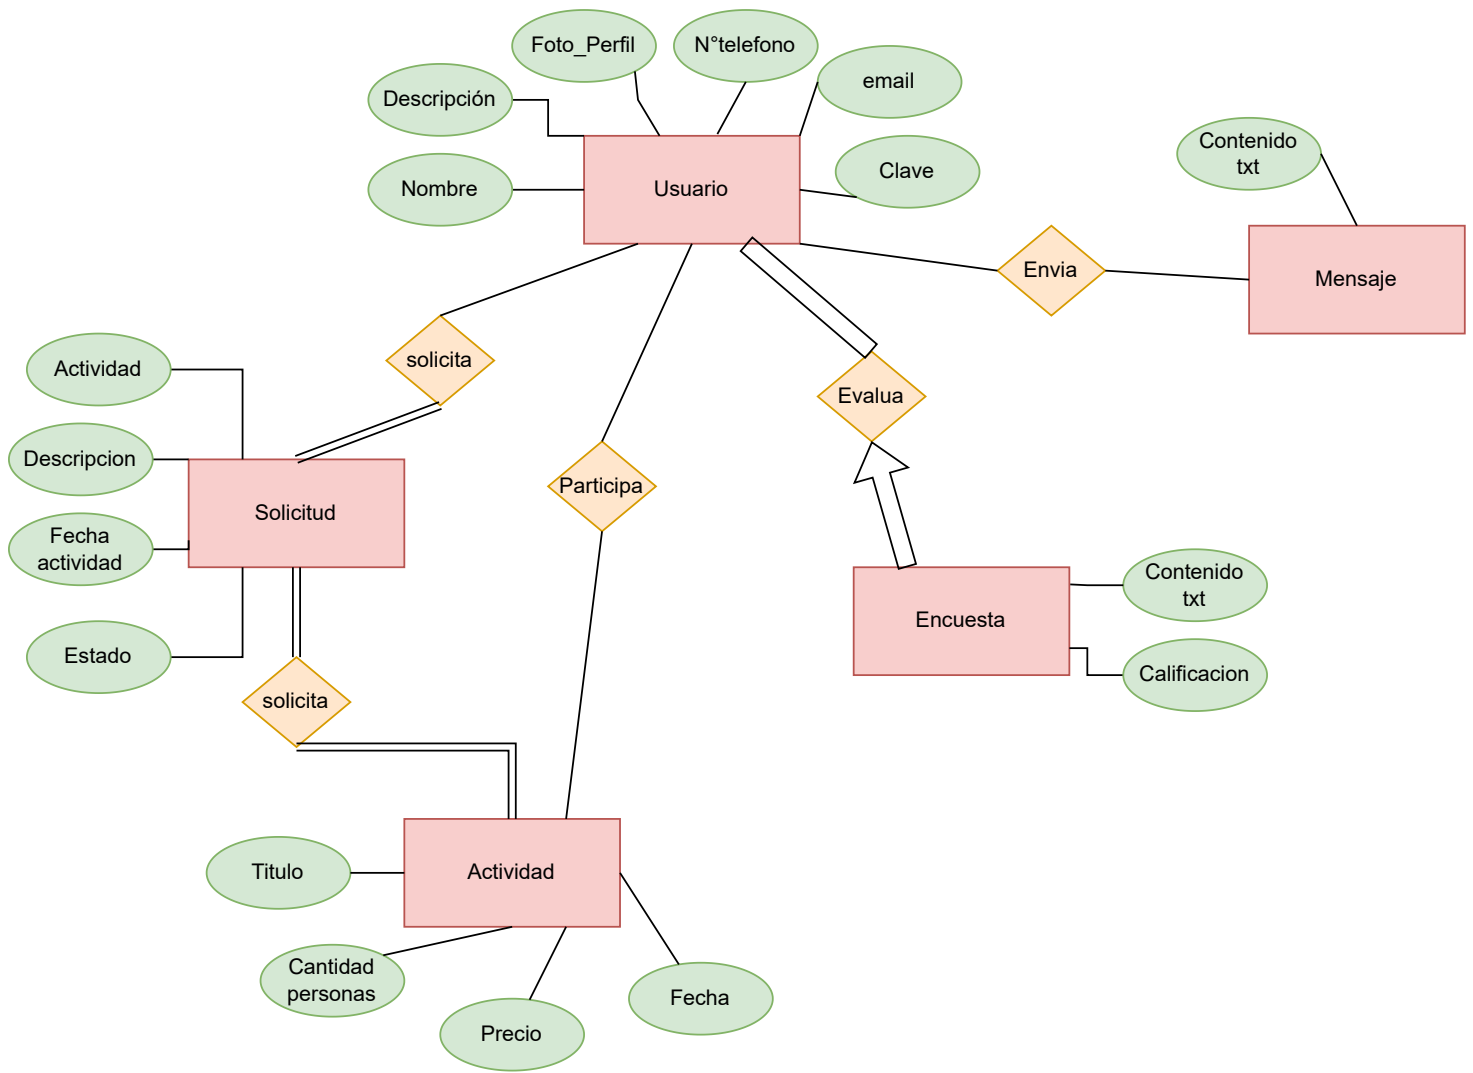 Foto_Perfil
N°telefono
email
Descripción
Contenido
txt
Clave
Nombre
Usuario
Envia
Mensaje
Actividad
solicita
Evalua
Descripcion
Participa
Solicitud
Fecha
actividad
Contenido
txt
Encuesta
Estado
Calificacion
solicita
Titulo
Actividad
Cantidad
personas
Fecha
Precio